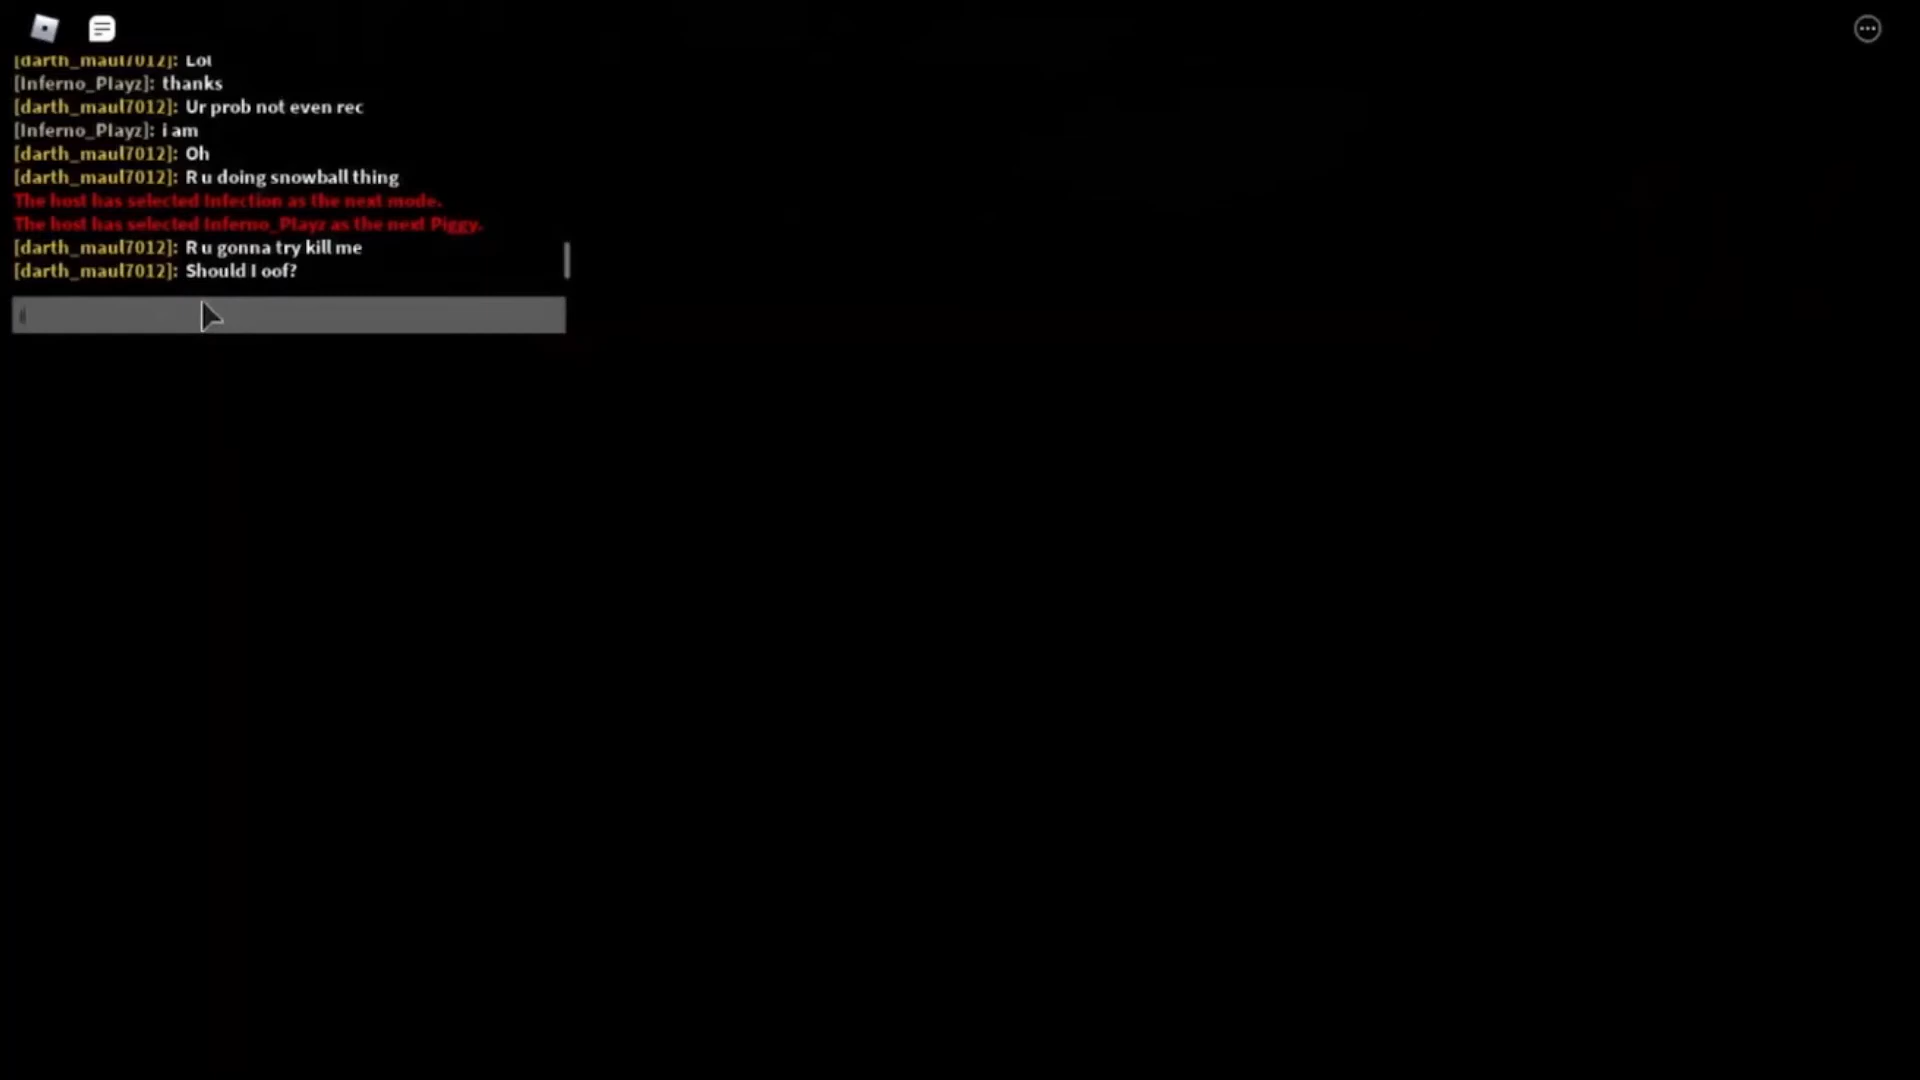 [darth_maul7012]: Lol
[Inferno_Playz]: thanks
[darth_maul7012]: Ur prob not even rec
[Inferno_Playz]: i am
[darth_maul7012]: Oh
[darth_maul7012]: R u doing snowball thing
The host has selected Infection as the next mode.
The host has selected Inferno_Playz as the next Piggy.
[darth_maul7012]: R u gonna try kill me
[darth_maul7012]: Should I oof?